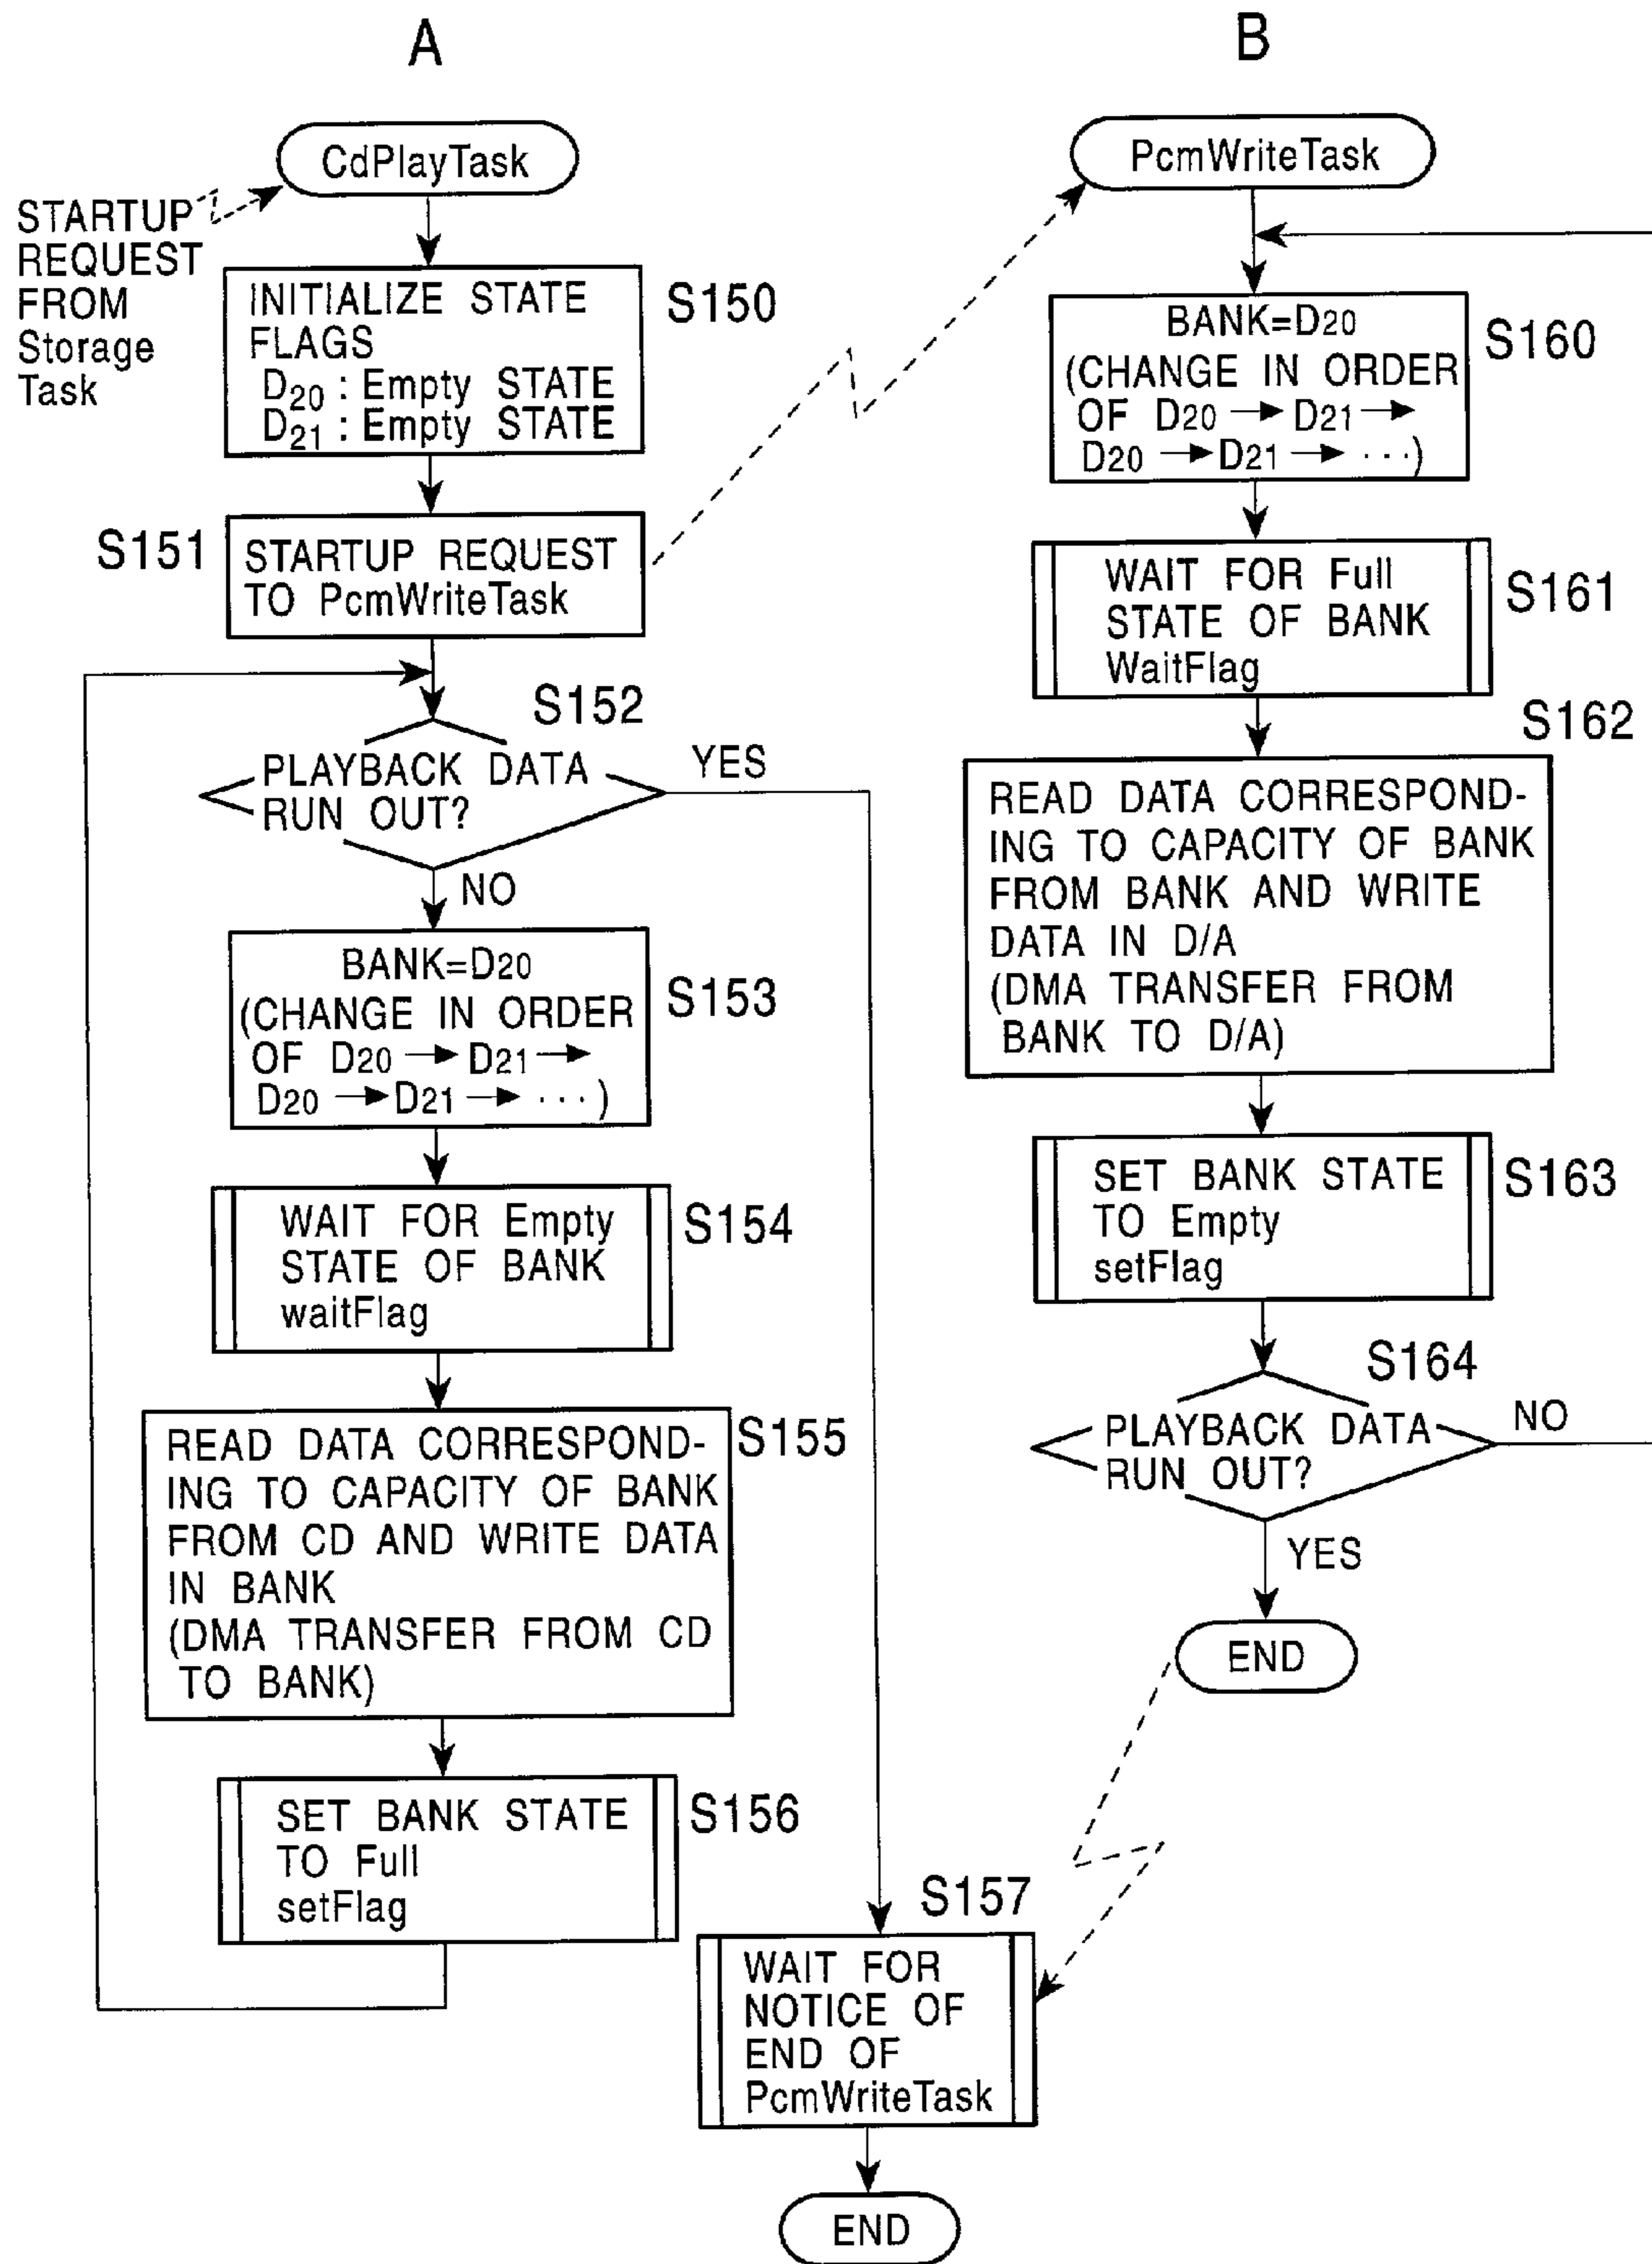 A
CdPlayTask
STARTUP
REQUEST
FROM
Storage
Task
INITIALIZE STATE
FLAGS
D20 : Empty STATE
D21 : Empty STATE
S150
S151
STARTUP REQUEST
TO PcmWriteTask
S152
PLAYBACK DATA
RUN OUT?
YES
NO
BANK=D20
(CHANGE IN ORDER
OF D20 → D21 →
D20 → D21 → ···)
S153
WAIT FOR Empty
STATE OF BANK
waitFlag
S154
READ DATA CORRESPOND-
ING TO CAPACITY OF BANK
FROM CD AND WRITE DATA
IN BANK
(DMA TRANSFER FROM CD
TO BANK)
S155
SET BANK STATE
TO Full
setFlag
S156
S157
WAIT FOR
NOTICE OF
END OF
PcmWriteTask
END
B
PcmWriteTask
BANK=D20
(CHANGE IN ORDER
OF D20 → D21 →
D20 → D21 → ···)
S160
WAIT FOR Full
STATE OF BANK
WaitFlag
S161
S162
READ DATA CORRESPOND-
ING TO CAPACITY OF BANK
FROM BANK AND WRITE
DATA IN D/A
(DMA TRANSFER FROM
BANK TO D/A)
SET BANK STATE
TO Empty
setFlag
S163
S164
PLAYBACK DATA
RUN OUT?
NO
YES
END